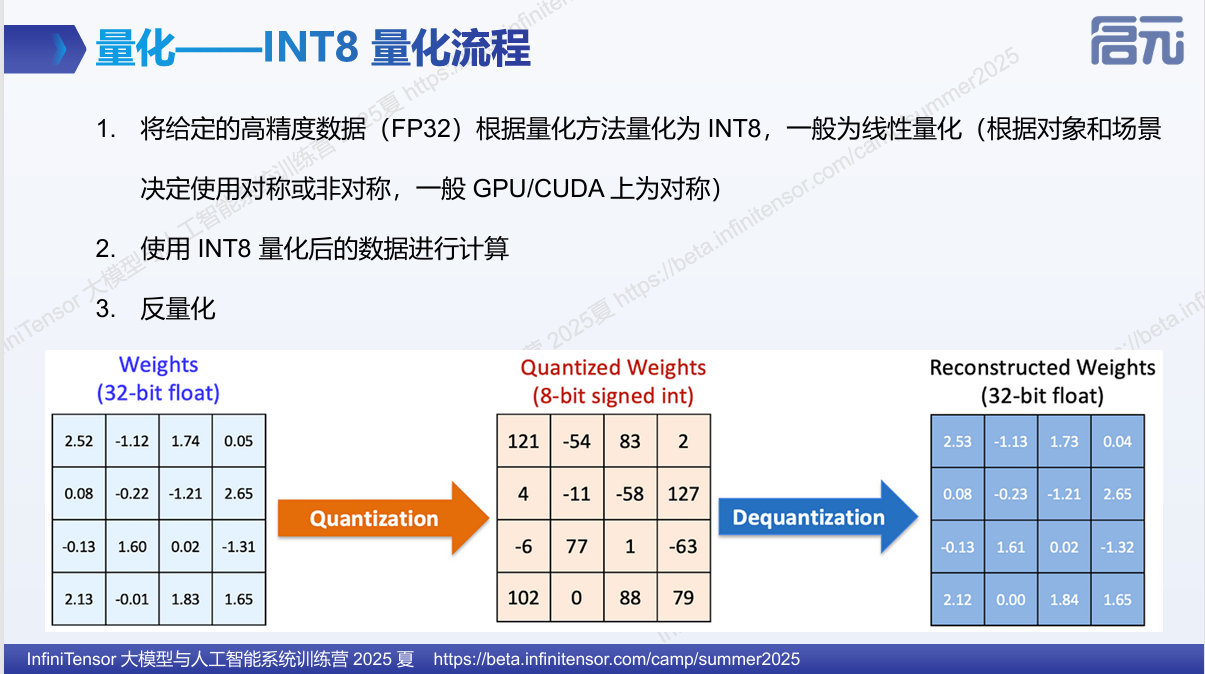 量化——INT8 量化流程
启元
1. 将给定的高精度数据（FP32）根据量化方法量化为 INT8，一般为线性量化（根据对象和场景
决定使用对称或非对称，一般 GPU/CUDA 上为对称）
2. 使用 INT8 量化后的数据进行计算
3. 反量化
Weights
(32-bit float)
2.52 -1.12 1.74 0.05
0.08 -0.22 -1.21 2.65
-0.13 1.60 0.02 -1.31
2.13 -0.01 1.83 1.65
Quantization
Quantized Weights
(8-bit signed int)
121 -54 83 2
4 -11 -58 127
-6 77 1 -63
102 0 88 79
Dequantization
Reconstructed Weights
(32-bit float)
2.53 -1.13 1.73 0.04
0.08 -0.23 -1.21 2.65
-0.13 1.61 0.02 -1.32
2.12 0.00 1.84 1.65
InfiniTensor 大模型与人工智能系统训练营 2025 夏 https://beta.infinitensor.com/camp/summer2025